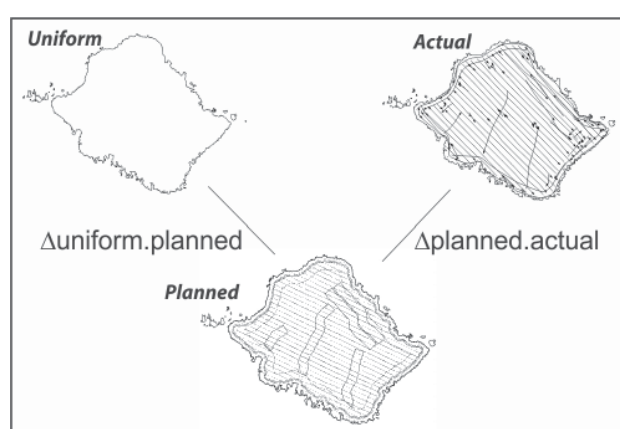 Uniform
Actual
Δuniform.planned
Δplanned.actual
Planned